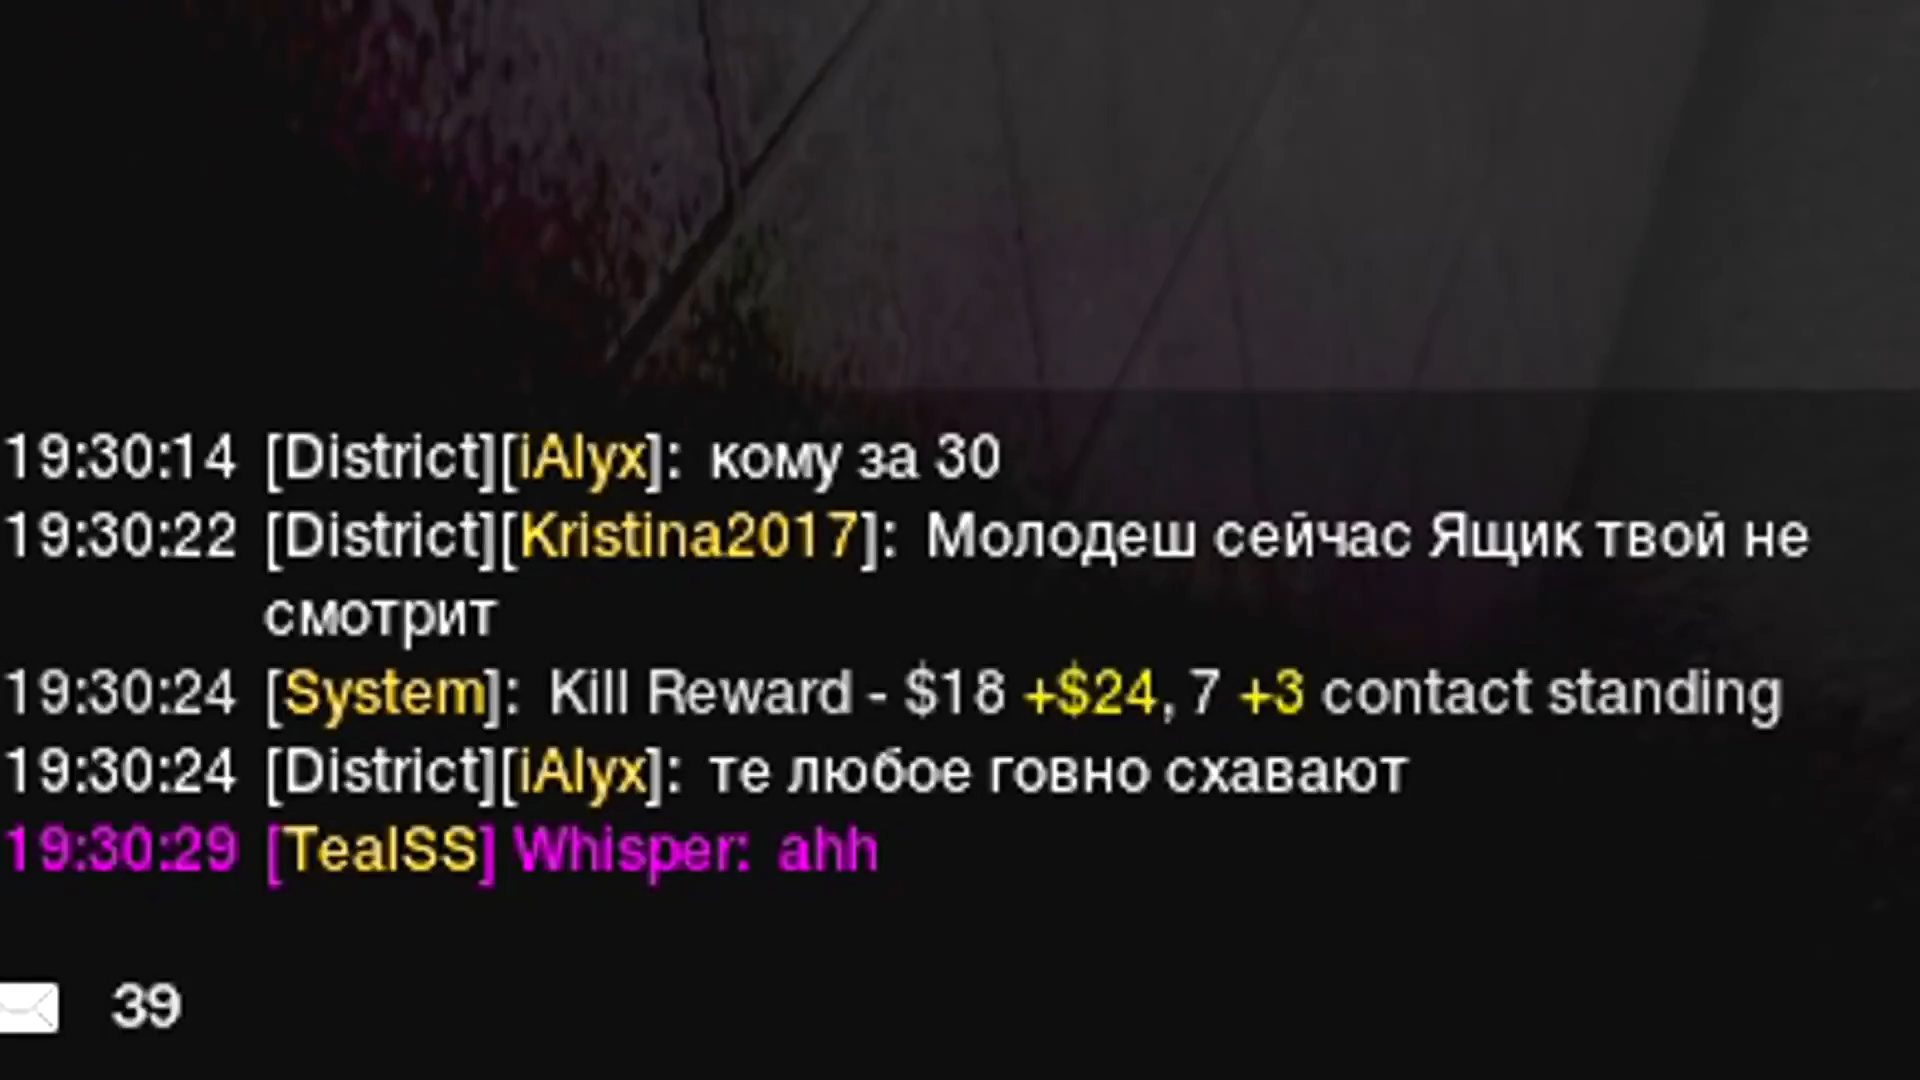 19:30:14 [District][iAlyx]: кому за 30
19:30:22 [District][Kristina2017]: Молодеш сейчас Ящик твой не
смотрит
19:30:24 [System]: Kill Reward - $18 +$24, 7 +3 contact standing
19:30:24 [District][iAlyx]: те любое говно схавают
19:30:29 [TealSS] Whisper: ahh
39